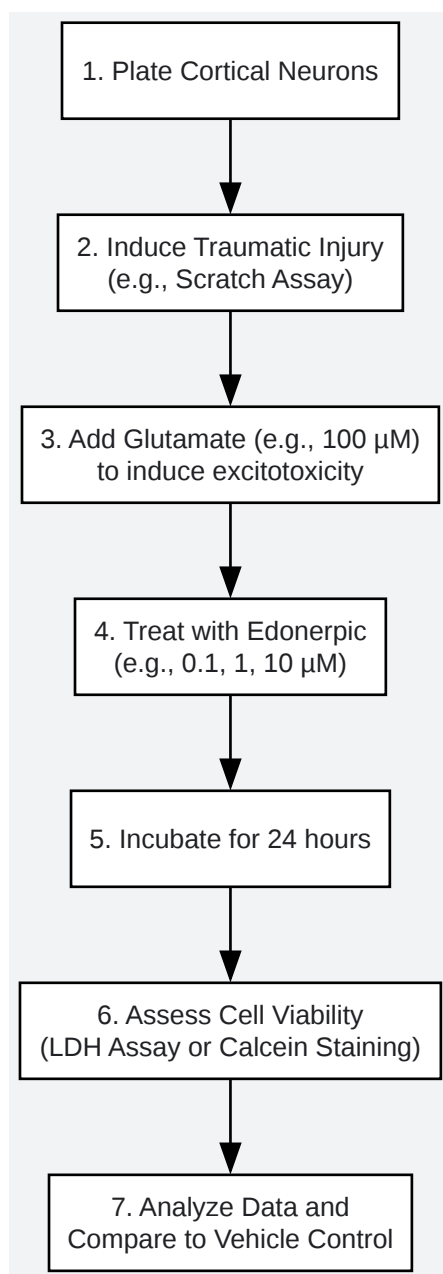 1. Plate Cortical Neurons
2. Induce Traumatic Injury
(e.g., Scratch Assay)
3. Add Glutamate (e.g., 100 µM)
to induce excitotoxicity
4. Treat with Edonerpic
(e.g., 0.1, 1, 10 µM)
5. Incubate for 24 hours
6. Assess Cell Viability
(LDH Assay or Calcein Staining)
7. Analyze Data and
Compare to Vehicle Control